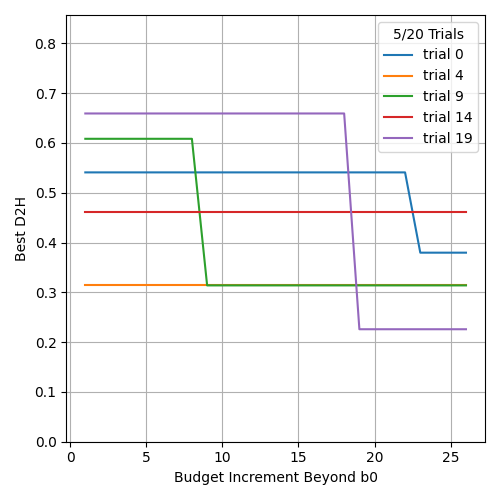 5/20 Trials
trial 0
trial 4
trial 9
trial 14
trial 19
Best D2H
0.8
0.7
0.6
0.5
0.4
0.3
0.2
0.1
0.0
0 5 10 15 20 25
Budget Increment Beyond b0